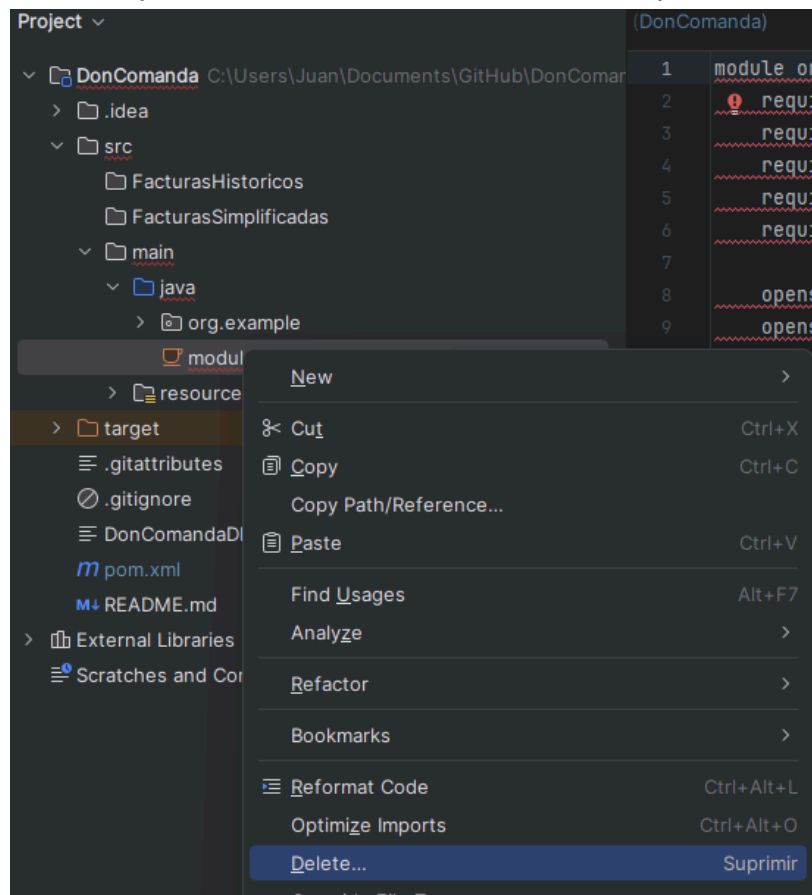 Project
(DonComanda)
DonComanda C:\Users\Juan\Documents\GitHub\DonComan
1 module or
.idea
2 requi
src
3 requi
4 requi
FacturasHistoricos
5 requi
FacturasSimplificadas
6 requi
main
7
java
8 opens
org.example
9 opens
modul
resource
target
.gitattributes
.gitignore
DonComandaD
pom.xml
M↓ README.md
External Libraries
Scratches and Co
New
Cut Ctrl+X
Copy Ctrl+C
Copy Path/Reference...
Paste Ctrl+V
Find Usages Alt+F7
Analyze
Refactor
Bookmarks
Reformat Code Ctrl+Alt+L
Optimize Imports Ctrl+Alt+O
Delete... Suprimir